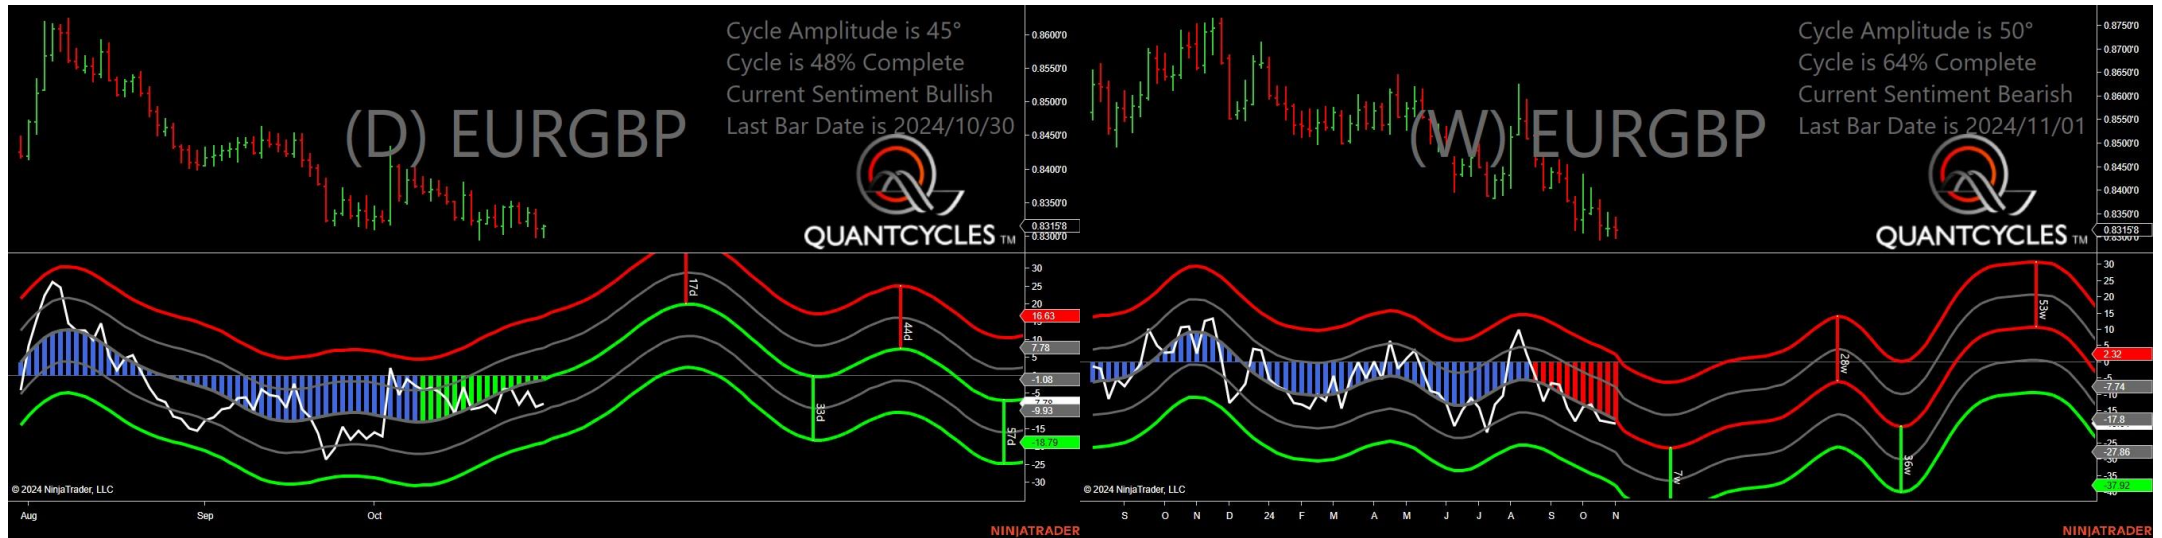 Cycle Amplitude is 45°
Cycle is 48% Complete
Current Sentiment Bullish
Last Bar Date is 2024/10/30
(D) EURGBP
QUANTCYCLES TM
0.8600'0
0.8550'0
0.8500'0
0.8450'0
0.8400'0
0.8350'0
0.8315'8
0.8300'0
17d
33d
44d
57d
30
25
20
16.63
10
7.78
5
-1.08
-5
-7.78
-9.93
-15
-18.79
-25
-30
© 2024 NinjaTrader, LLC
Aug Sep Oct
NINJATRADER
Cycle Amplitude is 50°
Cycle is 64% Complete
Current Sentiment Bearish
Last Bar Date is 2024/11/01
(W) EURGBP
QUANTCYCLES TM
0.8750'0
0.8700'0
0.8650'0
0.8600'0
0.8550'0
0.8500'0
0.8450'0
0.8400'0
0.8350'0
0.8315'8
7w
28w
36w
53w
30
25
20
15
10
5
2.32
0
-5
-7.74
-10
-15
-17.8
-25
-27.86
-35
-37.92
© 2024 NinjaTrader, LLC
S O N D 24 F M A M J J A S O N
NINJATRADER